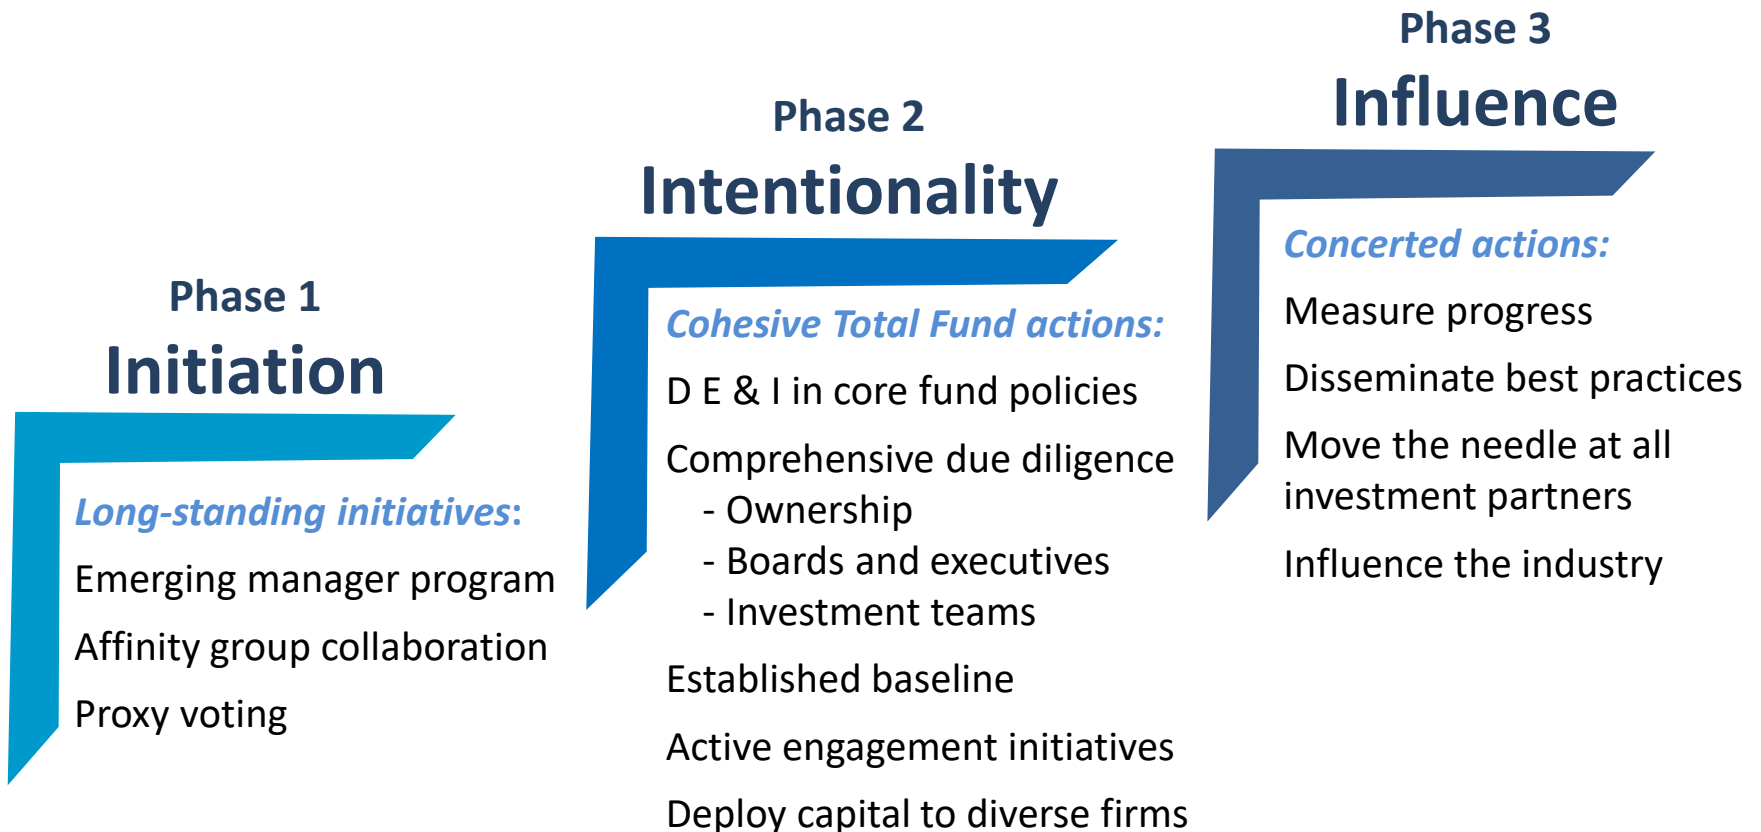 Phase 1
Initiation
Long-standing initiatives:
Emerging manager program
Affinity group collaboration
Proxy voting
Phase 2
Intentionality
Cohesive Total Fund actions:
D E & I in core fund policies
Comprehensive due diligence
- Ownership
- Boards and executives
- Investment teams
Established baseline
Active engagement initiatives
Deploy capital to diverse firms
Phase 3
Influence
Concerted actions:
Measure progress
Disseminate best practices
Move the needle at all
investment partners
Influence the industry